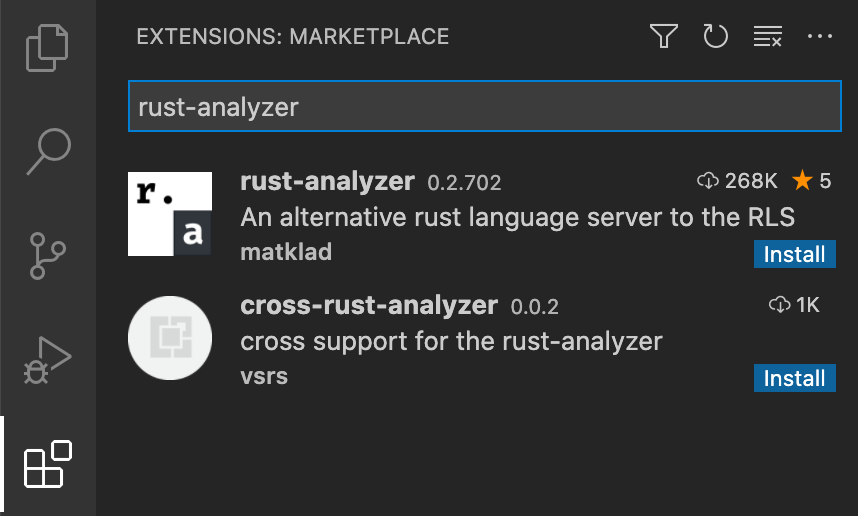 EXTENSIONS: MARKETPLACE
rust-analyzer
r.
a
rust-analyzer 0.2.702 268K 5
An alternative rust language server to the RLS
matklad Install
cross-rust-analyzer 0.0.2 1K
cross support for the rust-analyzer
vsrs Install